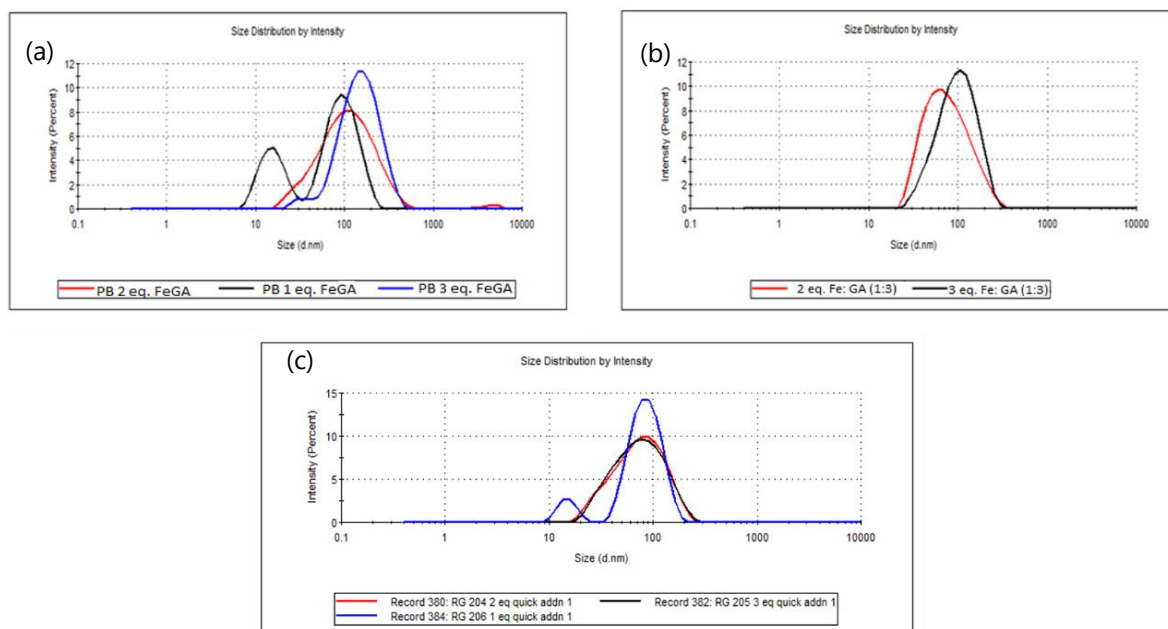 (a)
Size Distribution by Intensity
Intensity (Percent)
12
10
8
6
4
2
0
0.1 1 10 100 1000 10000
Size (d.nm)
PB 2 eq. FeGA PB 1 eq. FeGA PB 3 eq. FeGA
(b)
Size Distribution by Intensity
Intensity (Percent)
12
10
8
6
4
2
0
0.1 1 10 100 1000 10000
Size (d.nm)
2 eq. Fe: GA (1:3) 3 eq. Fe: GA (1:3)
(c)
Size Distribution by Intensity
Intensity (Percent)
15
10
5
0
0.1 1 10 100 1000 10000
Size (d.nm)
Record 380: RG 204 2 eq quick addn 1 Record 382: RG 205 3 eq quick addn 1
Record 384: RG 206 1 eq quick addn 1